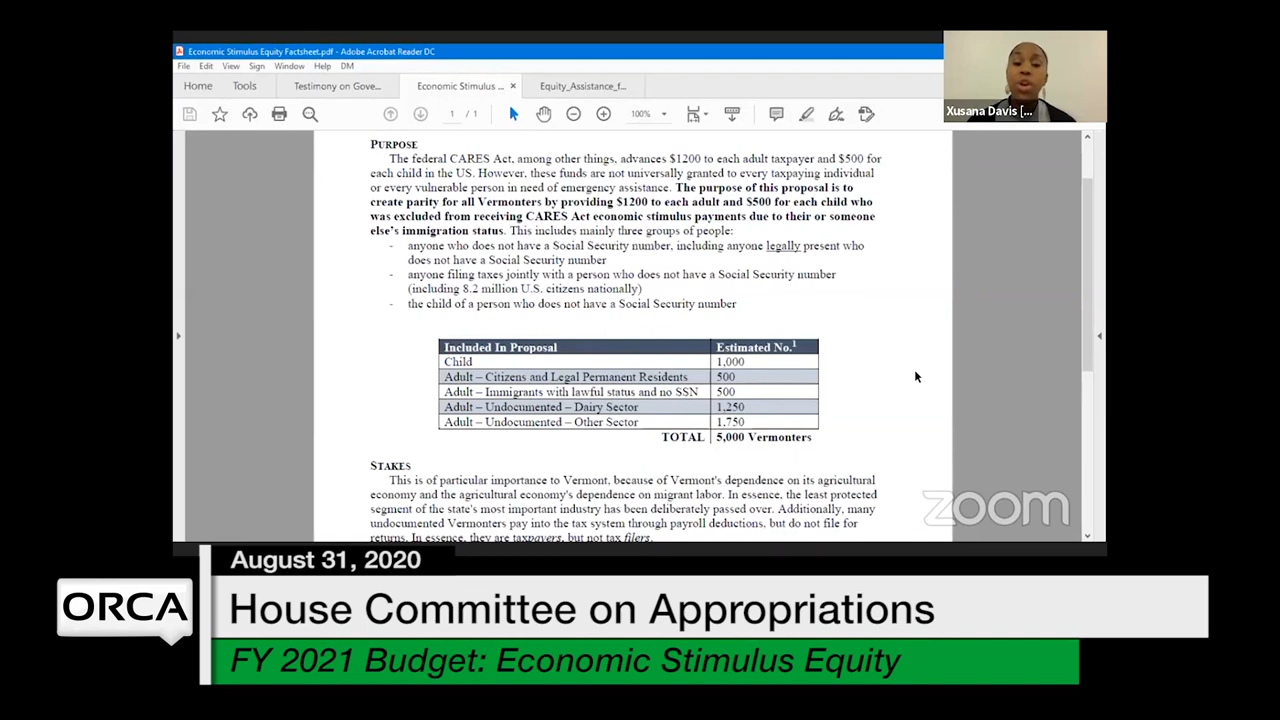 Economic Stimulus Equity Factsheet.pdf - Adobe Acrobat Reader DC
File Edit View Sign Window Help DM
Home Tools Testimony on Gove... Economic Stimulus ... × Equity_Assistance_f...
1 / 1 100%
Xusana Davis [...
PURPOSE
The federal CARES Act, among other things, advances $1200 to each adult taxpayer and $500 for
each child in the US. However, these funds are not universally granted to every taxpaying individual
or every vulnerable person in need of emergency assistance. The purpose of this proposal is to
create parity for all Vermonters by providing $1200 to each adult and $500 for each child who
was excluded from receiving CARES Act economic stimulus payments due to their or someone
else's immigration status. This includes mainly three groups of people:
- anyone who does not have a Social Security number, including anyone legally present who
does not have a Social Security number
- anyone filing taxes jointly with a person who does not have a Social Security number
(including 8.2 million U.S. citizens nationally)
- the child of a person who does not have a Social Security number
Included In Proposal Estimated No.1
Child 1,000
Adult – Citizens and Legal Permanent Residents 500
Adult – Immigrants with lawful status and no SSN 500
Adult – Undocumented – Dairy Sector 1,250
Adult – Undocumented – Other Sector 1,750
TOTAL 5,000 Vermonters
STAKES
This is of particular importance to Vermont, because of Vermont's dependence on its agricultural
economy and the agricultural economy's dependence on migrant labor. In essence, the least protected
segment of the state's most important industry has been deliberately passed over. Additionally, many
undocumented Vermonters pay into the tax system through payroll deductions, but do not file for
returns. In essence, they are taxpayers, but not tax filers.
zoom
August 31, 2020
ORCA
House Committee on Appropriations
FY 2021 Budget: Economic Stimulus Equity